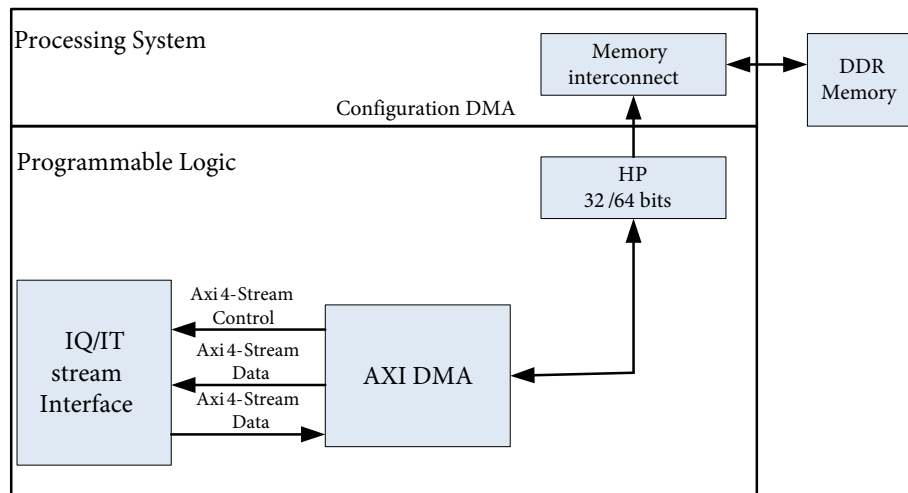 Processing System
Memory
interconnect
DDR
Memory
Configuration DMA
Programmable Logic
HP
32/64 bits
Axi4-Stream
Control
IQ/IT
stream
Interface
Axi4-Stream
Data
AXI DMA
Axi4-Stream
Data